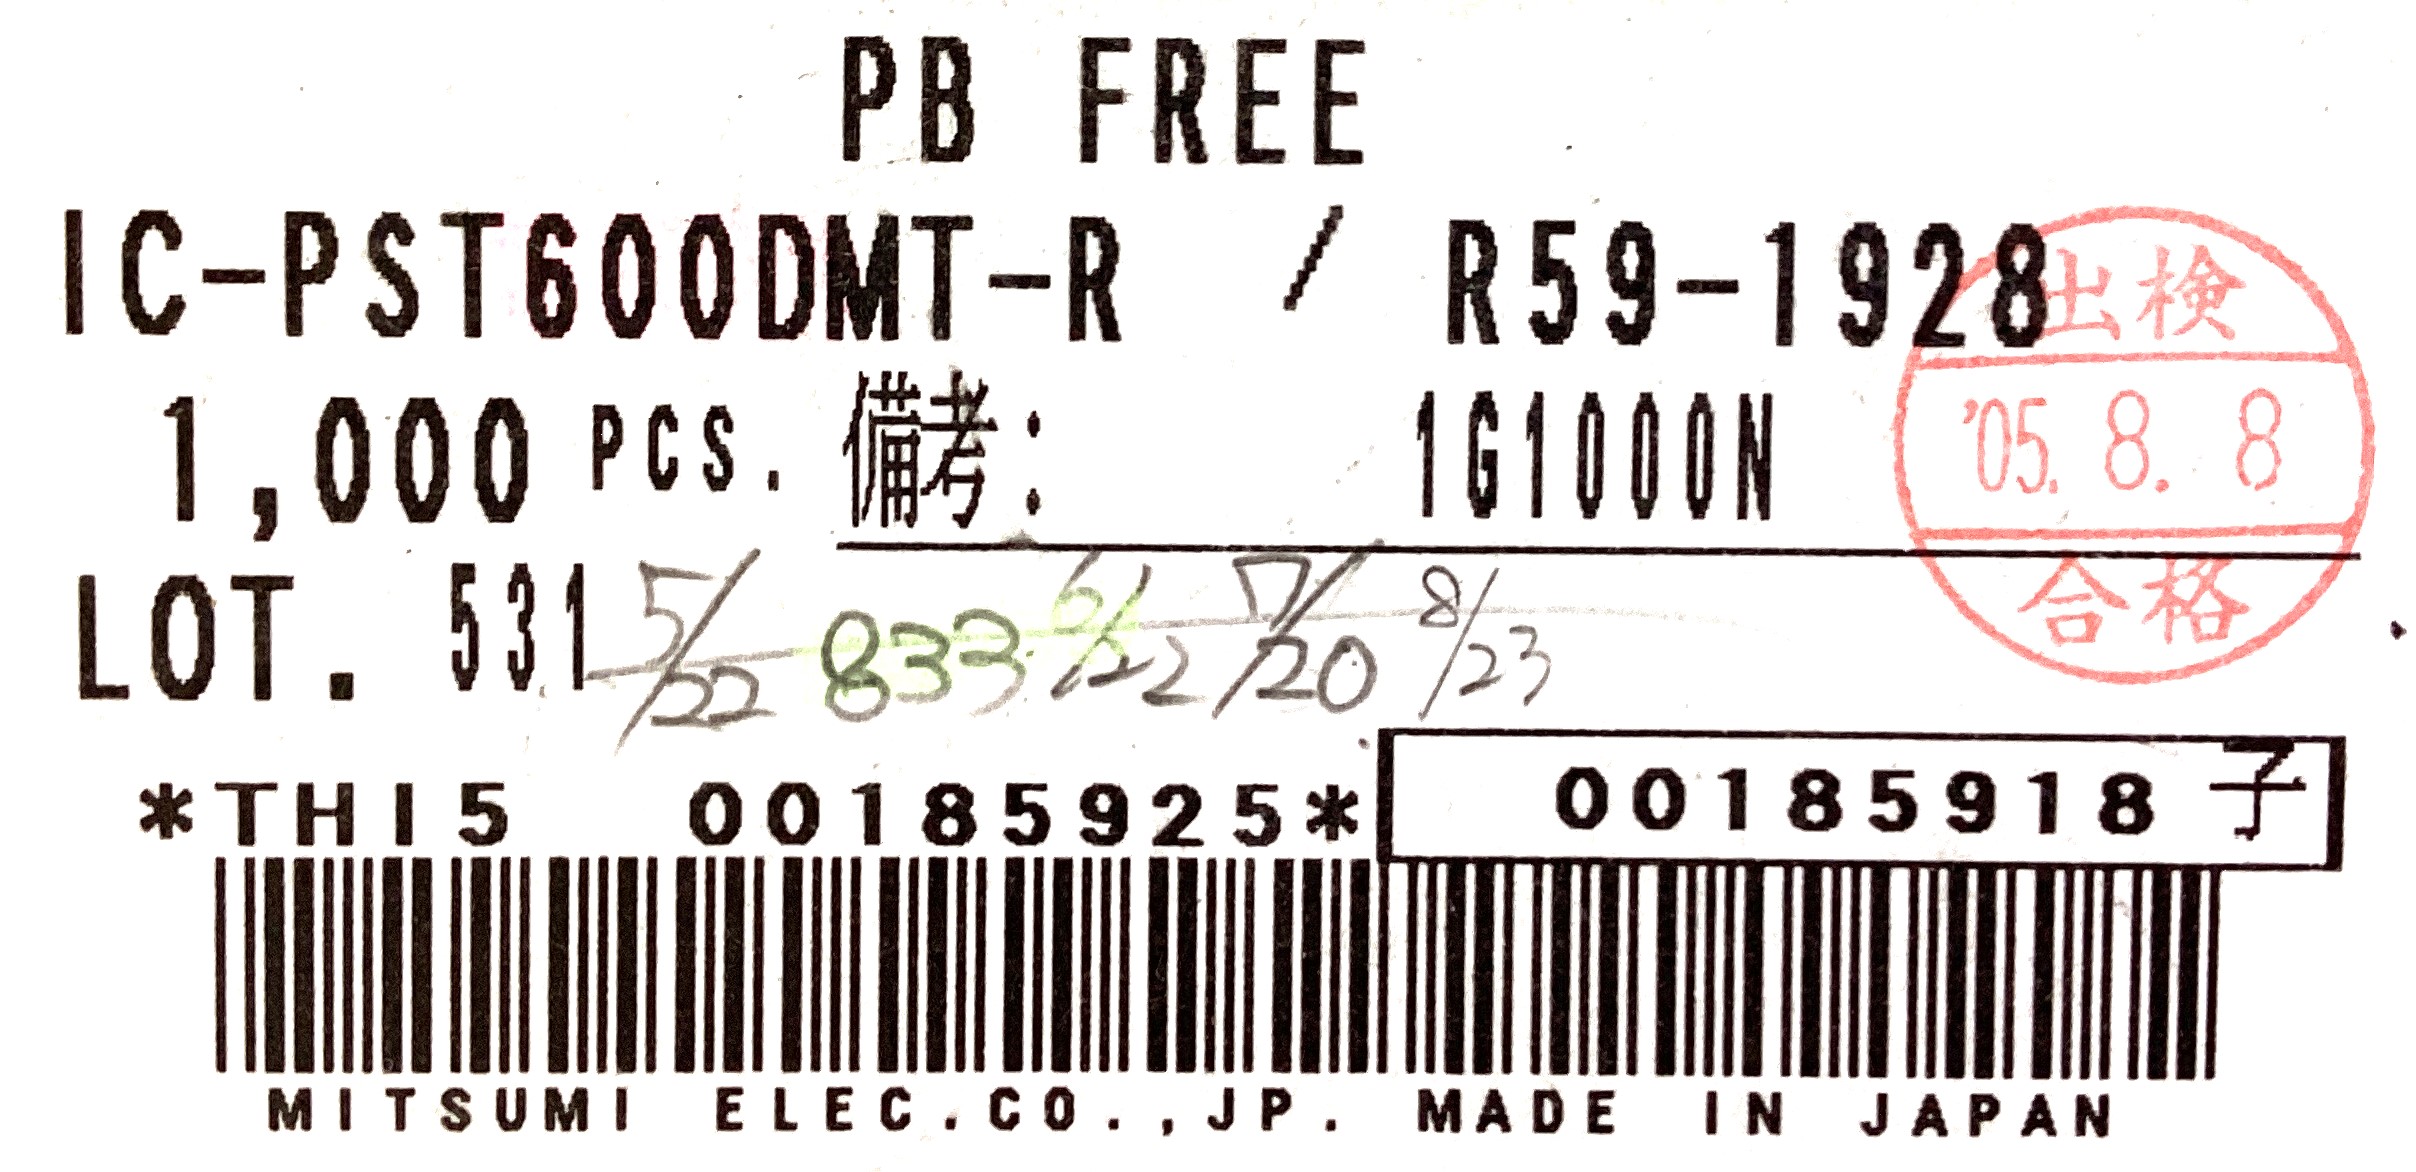 PB FREE
IC-PST600DMT-R / R59-1928
出検
1,000 PCS. 備考: 1G1000N
'05. 8. 8
合格
LOT. 531 5/22 833 6/22 7/20 8/23
*THI5 00185925* 00185918 子
MITSUMI ELEC.CO.,JP. MADE IN JAPAN